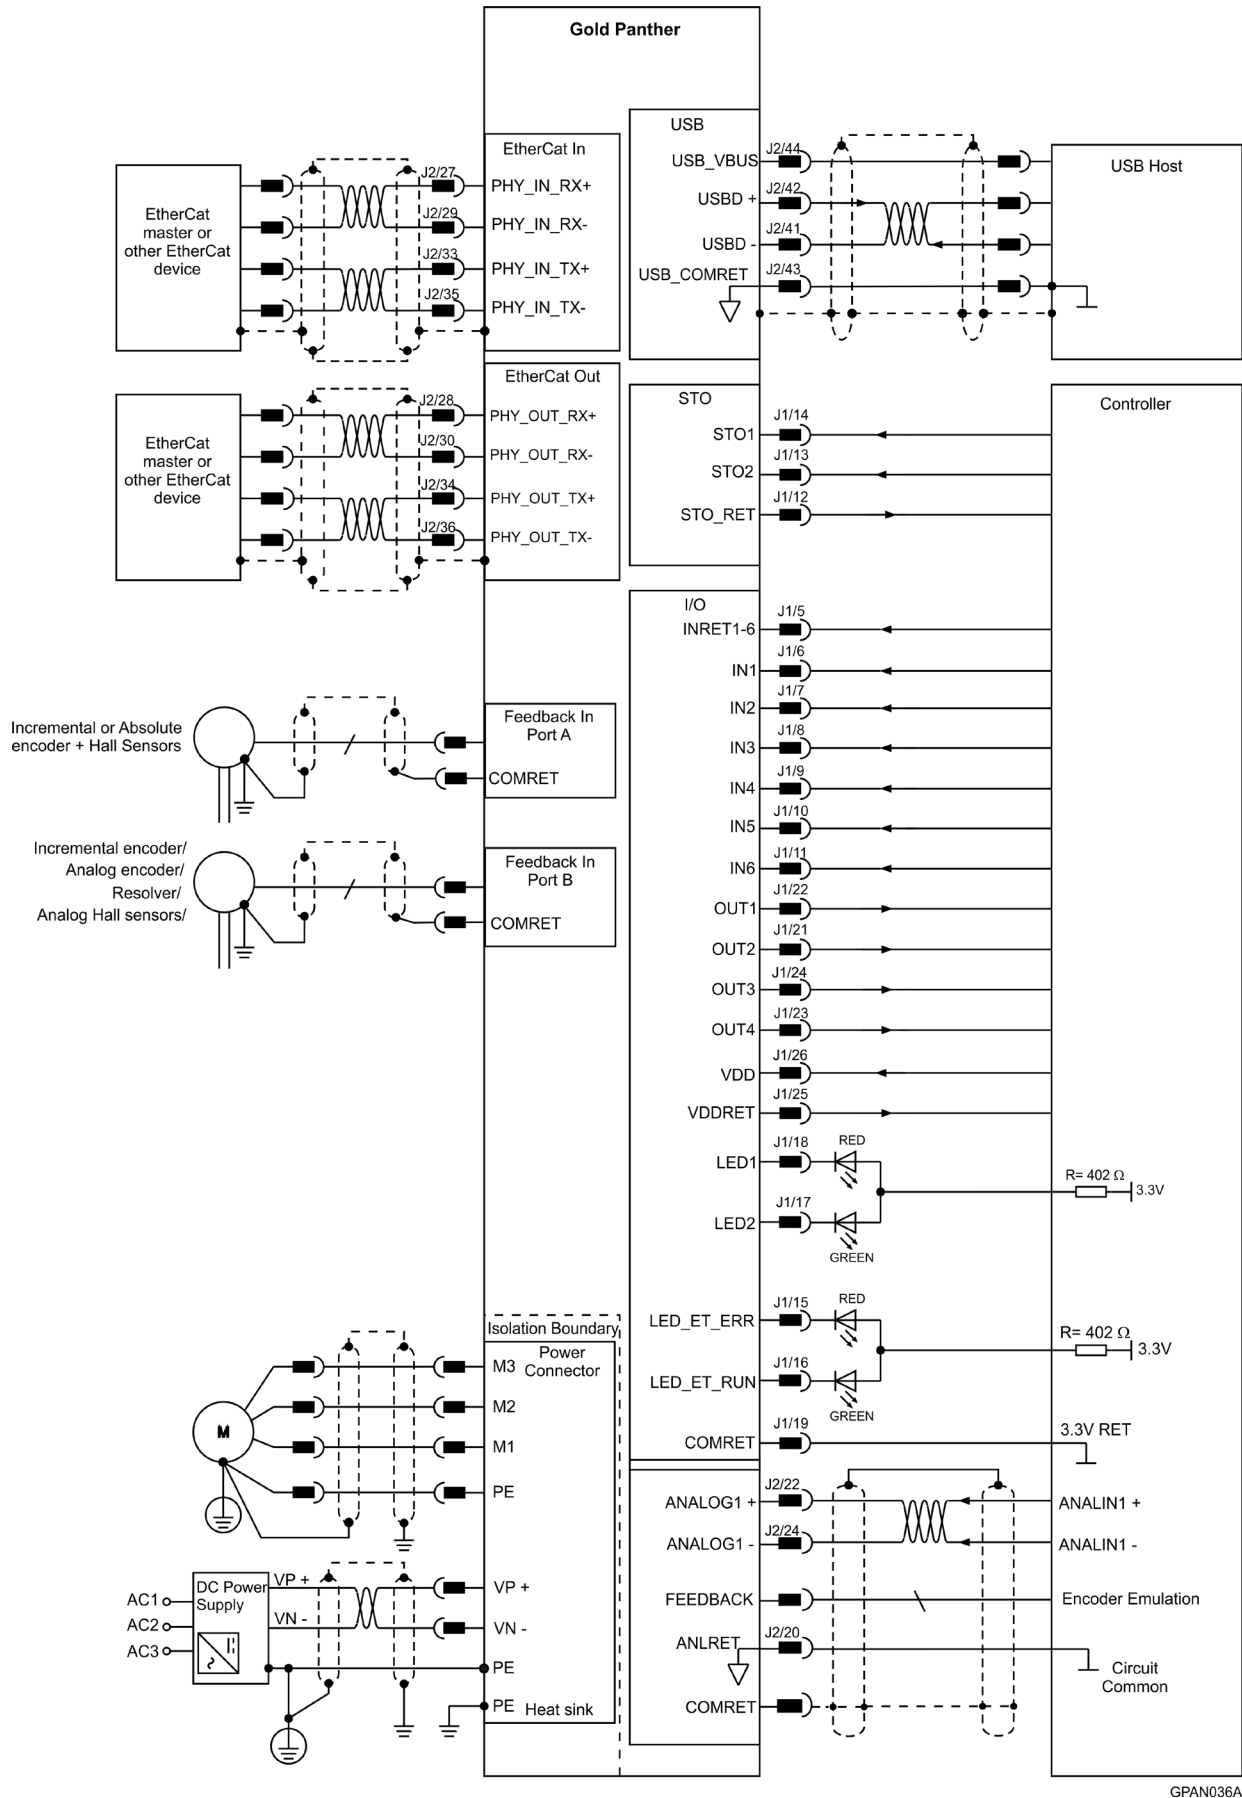 Gold Panther
EtherCat
master or
other EtherCat
device
J2/27
J2/29
J2/33
J2/35
EtherCat In
PHY_IN_RX+
PHY_IN_RX-
PHY_IN_TX+
PHY_IN_TX-
USB
USB_VBUS
USBD +
USBD -
USB_COMRET
J2/44
J2/42
J2/41
J2/43
USB Host
EtherCat
master or
other EtherCat
device
J2/28
J2/30
J2/34
J2/36
EtherCat Out
PHY_OUT_RX+
PHY_OUT_RX-
PHY_OUT_TX+
PHY_OUT_TX-
STO
STO1
STO2
STO_RET
J1/14
J1/13
J1/12
Controller
I/O
INRET1-6
J1/5
IN1
J1/6
IN2
J1/7
IN3
J1/8
IN4
J1/9
IN5
J1/10
IN6
J1/11
OUT1
J1/22
OUT2
J1/21
OUT3
J1/24
OUT4
J1/23
VDD
J1/26
VDDRET
J1/25
LED1
J1/18
RED
LED2
J1/17
GREEN
R= 402 Ω
3.3V
LED_ET_ERR
J1/15
RED
LED_ET_RUN
J1/16
GREEN
R= 402 Ω
3.3V
COMRET
J1/19
3.3V RET
Incremental or Absolute
encoder + Hall Sensors
Feedback In
Port A
COMRET
Incremental encoder/
Analog encoder/
Resolver/
Analog Hall sensors/
Feedback In
Port B
COMRET
Isolation Boundary
Power
Connector
M
M3
M2
M1
PE
AC1
AC2
AC3
DC Power
Supply
VP +
VN -
VP +
VN -
PE
PE
Heat sink
ANALOG1 +
J2/22
ANALIN1 +
ANALOG1 -
J2/24
ANALIN1 -
FEEDBACK
Encoder Emulation
ANLRET
J2/20
Circuit
Common
COMRET
GPAN036A